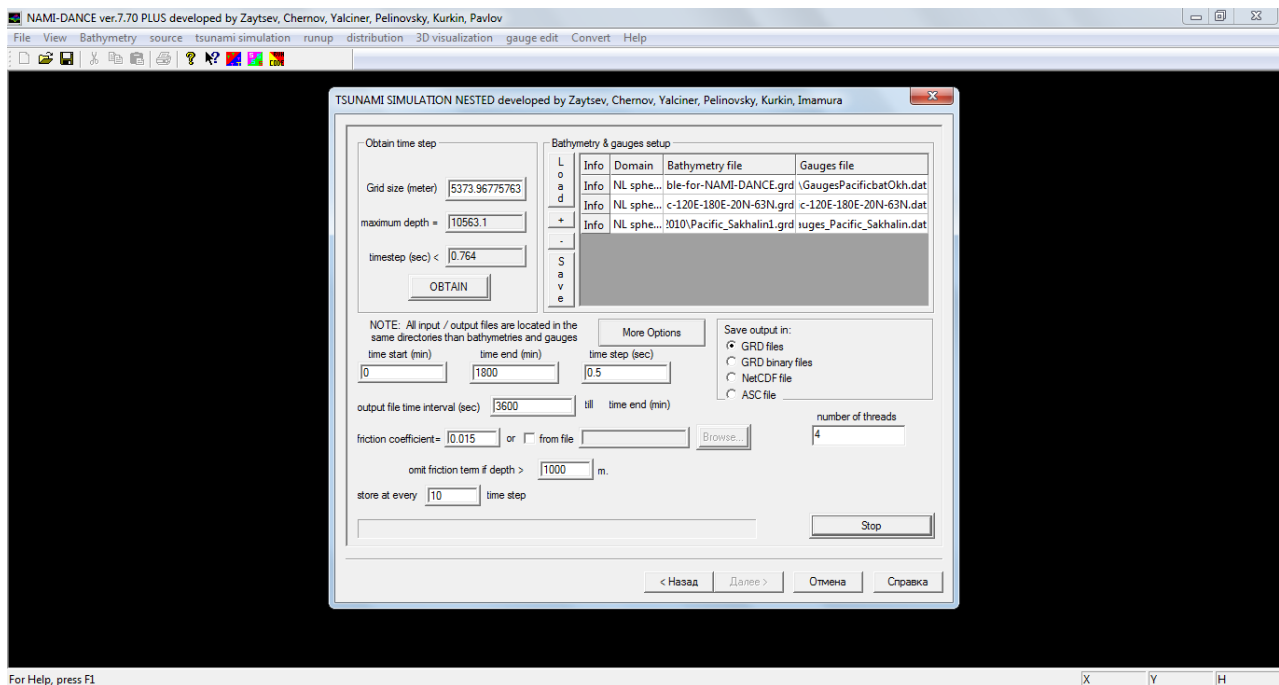 NAMI-DANCE ver.7.70 PLUS developed by Zaytsev, Chernov, Yalciner, Pelinovsky, Kurkin, Pavlov
File View Bathymetry source tsunami simulation runup distribution 3D visualization gauge edit Convert Help
TSUNAMI SIMULATION NESTED developed by Zaytsev, Chernov, Yalciner, Pelinovsky, Kurkin, Imamura
Obtain time step
Grid size (meter) 5373.96775763
maximum depth = 10563.1
timestep (sec) < 0.764
OBTAIN
Bathymetry & gauges setup
Load
+
-
Save
Info Domain Bathymetry file Gauges file
Info NL sphe... ble-for-NAMI-DANCE.grd \GaugesPacificbatOkh.dat
Info NL sphe... c-120E-180E-20N-63N.grd ic-120E-180E-20N-63N.dat
Info NL sphe... !010\Pacific_Sakhalin1.grd auges_Pacific_Sakhalin.dat
NOTE: All input / output files are located in the
same directories than bathymetries and gauges
More Options
Save output in:
GRD files
GRD binary files
NetCDF file
ASC file
time start (min) time end (min) time step (sec)
0 1800 0.5
output file time interval (sec) 3600 till time end (min)
number of threads
4
friction coefficient= 0.015 or from file Browse...
omit friction term if depth > 1000 m.
store at every 10 time step
Stop
< Назад Далее > Отмена Справка
For Help, press F1
X Y H